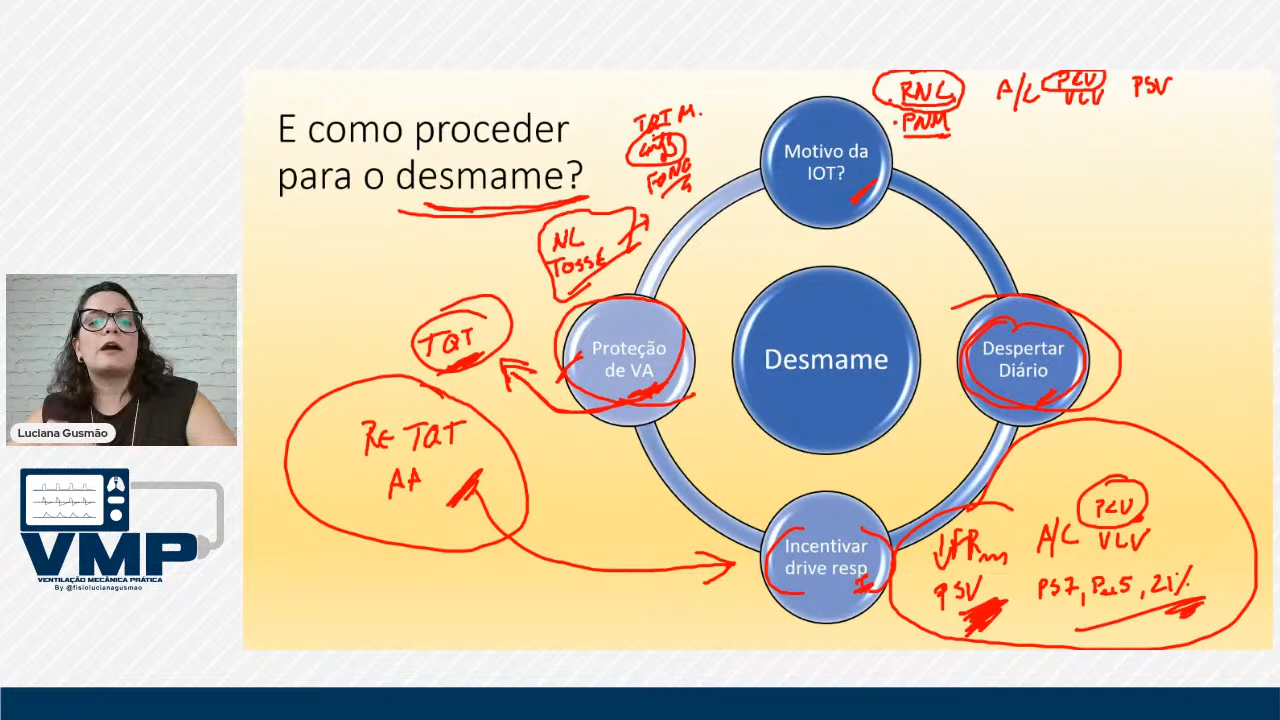 E como proceder
para o desmame?
RNC
PNM
A/C
PCV
VCV
PSV
Motivo da
IOT?
NC
TOSSE
Proteção
de VA
Desmame
Despertar
Diário
TQT
RE TQT
AA
Incentivar
drive resp
↓FR
PSV
A/C
PCV
VCV
PS7, 5, 21%
Luciana Gusmão
VMP
VENTILAÇÃO MECÂNICA PRÁTICA
By @fisiolucianagusmao